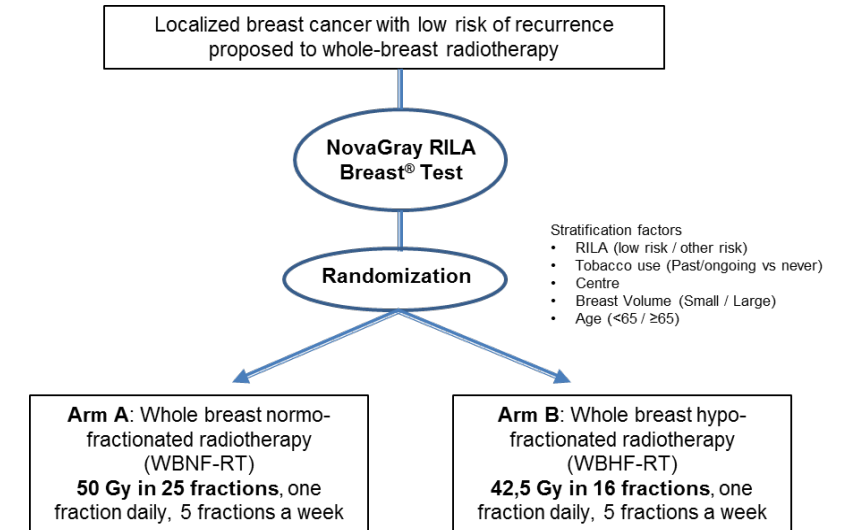 Localized breast cancer with low risk of recurrence
proposed to whole-breast radiotherapy
NovaGray RILA
Breast® Test
Randomization
Stratification factors
• RILA (low risk / other risk)
• Tobacco use (Past/ongoing vs never)
• Centre
• Breast Volume (Small / Large)
• Age (<65 / ≥65)
Arm A: Whole breast normo-
fractionated radiotherapy
(WBNF-RT)
50 Gy in 25 fractions, one
fraction daily, 5 fractions a week
Arm B: Whole breast hypo-
fractionated radiotherapy
(WBHF-RT)
42,5 Gy in 16 fractions, one
fraction daily, 5 fractions a week